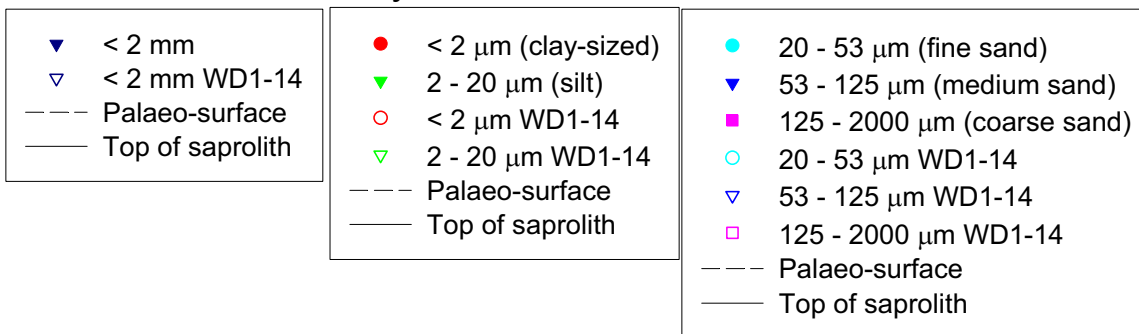 < 2 mm
< 2 mm WD1-14
Palaeo-surface
Top of saprolith
< 2 μm (clay-sized)
2 - 20 μm (silt)
< 2 μm WD1-14
2 - 20 μm WD1-14
Palaeo-surface
Top of saprolith
20 - 53 μm (fine sand)
53 - 125 μm (medium sand)
125 - 2000 μm (coarse sand)
20 - 53 μm WD1-14
53 - 125 μm WD1-14
125 - 2000 μm WD1-14
Palaeo-surface
Top of saprolith